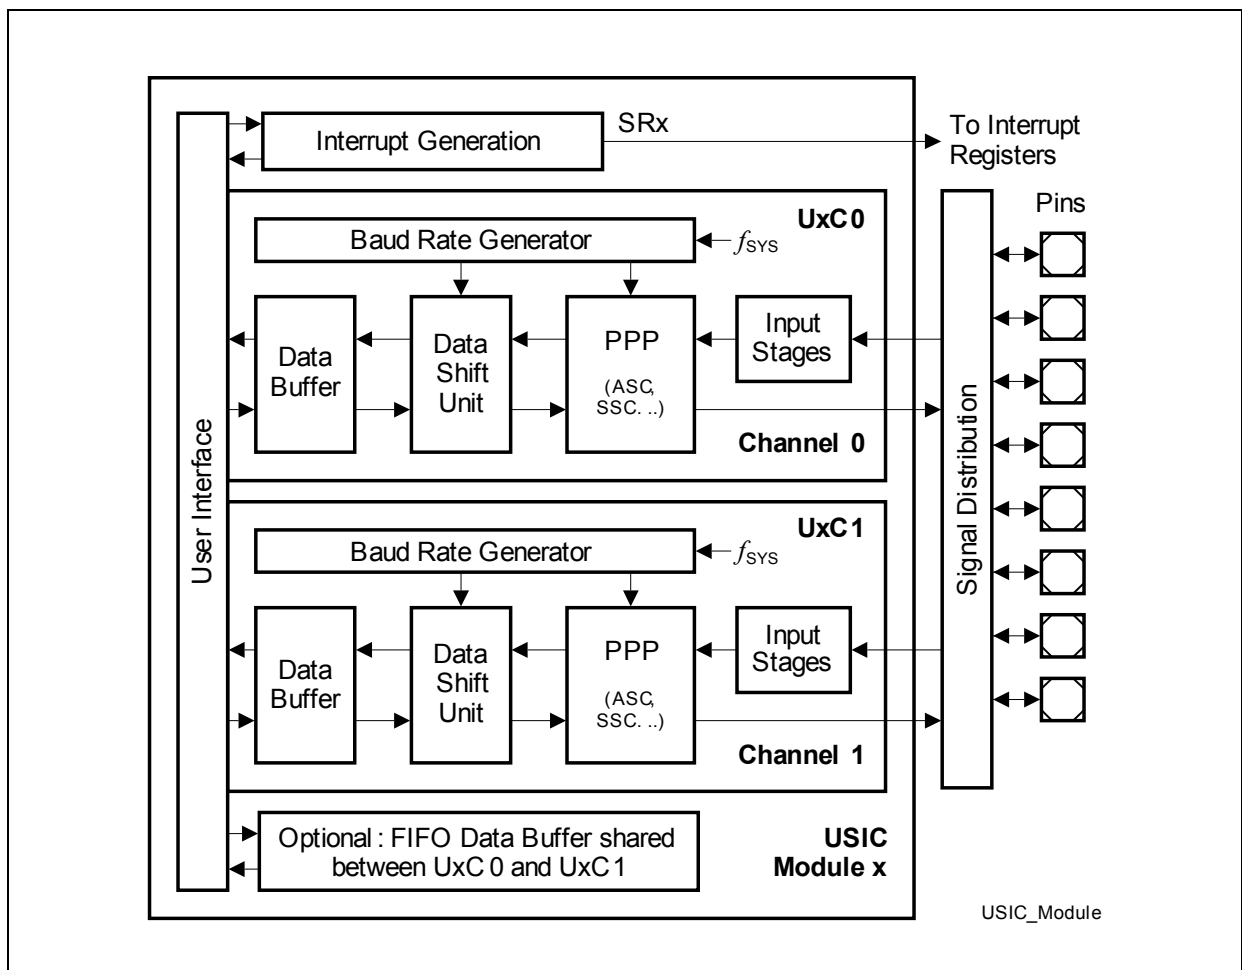 Interrupt Generation
SRx
To Interrupt
Registers
User Interface
UxC0
Baud Rate Generator
fSYS
Data
Buffer
Data
Shift
Unit
PPP
(ASC,
SSC. ..)
Input
Stages
Channel 0
UxC1
Baud Rate Generator
fSYS
Data
Buffer
Data
Shift
Unit
PPP
(ASC,
SSC. ..)
Input
Stages
Channel 1
Optional : FIFO Data Buffer shared
between UxC0 and UxC1
USIC
Module x
Signal Distribution
Pins
USIC_Module